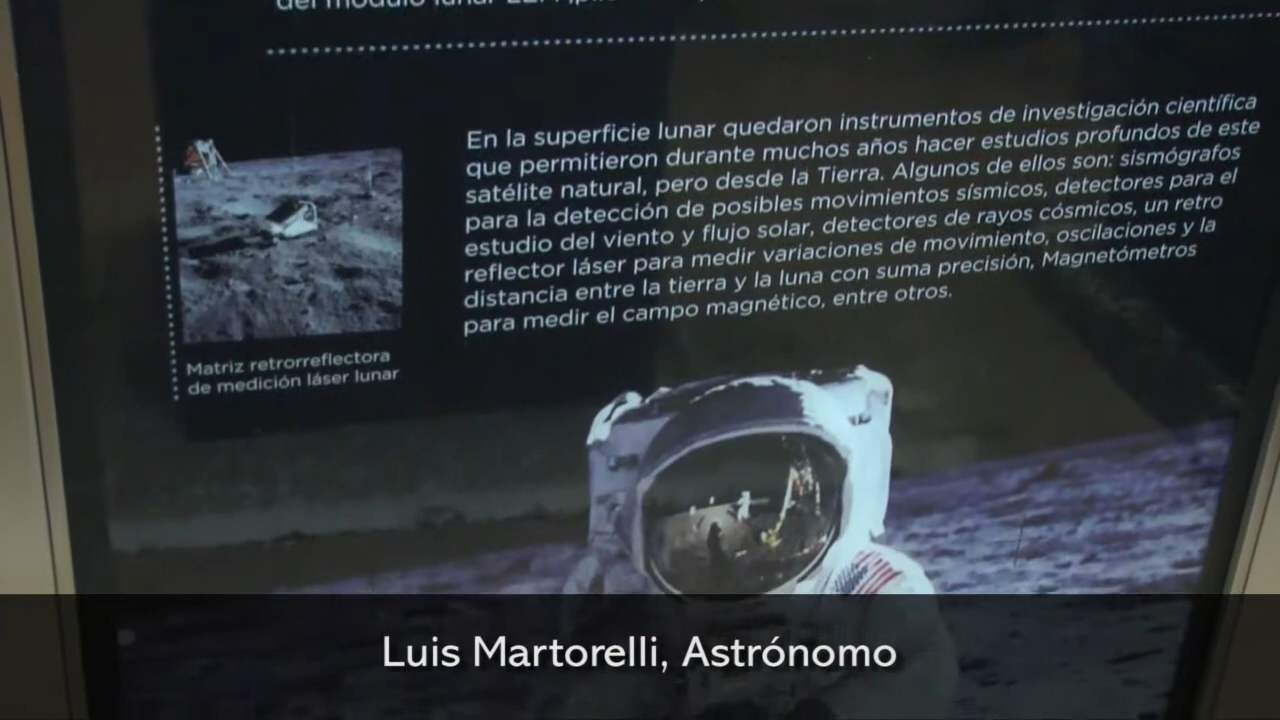 del módulo lunar
En la superficie lunar quedaron instrumentos de investigación científica
que permitieron durante muchos años hacer estudios profundos de este
satélite natural, pero desde la Tierra. Algunos de ellos son: sismógrafos
para la detección de posibles movimientos sísmicos, detectores para el
estudio del viento y flujo solar, detectores de rayos cósmicos, un retro
reflector láser para medir variaciones de movimiento, oscilaciones y la
distancia entre la tierra y la luna con suma precisión, Magnetómetros
para medir el campo magnético, entre otros.
Matriz retrorreflectora
de medición láser lunar
Luis Martorelli, Astrónomo